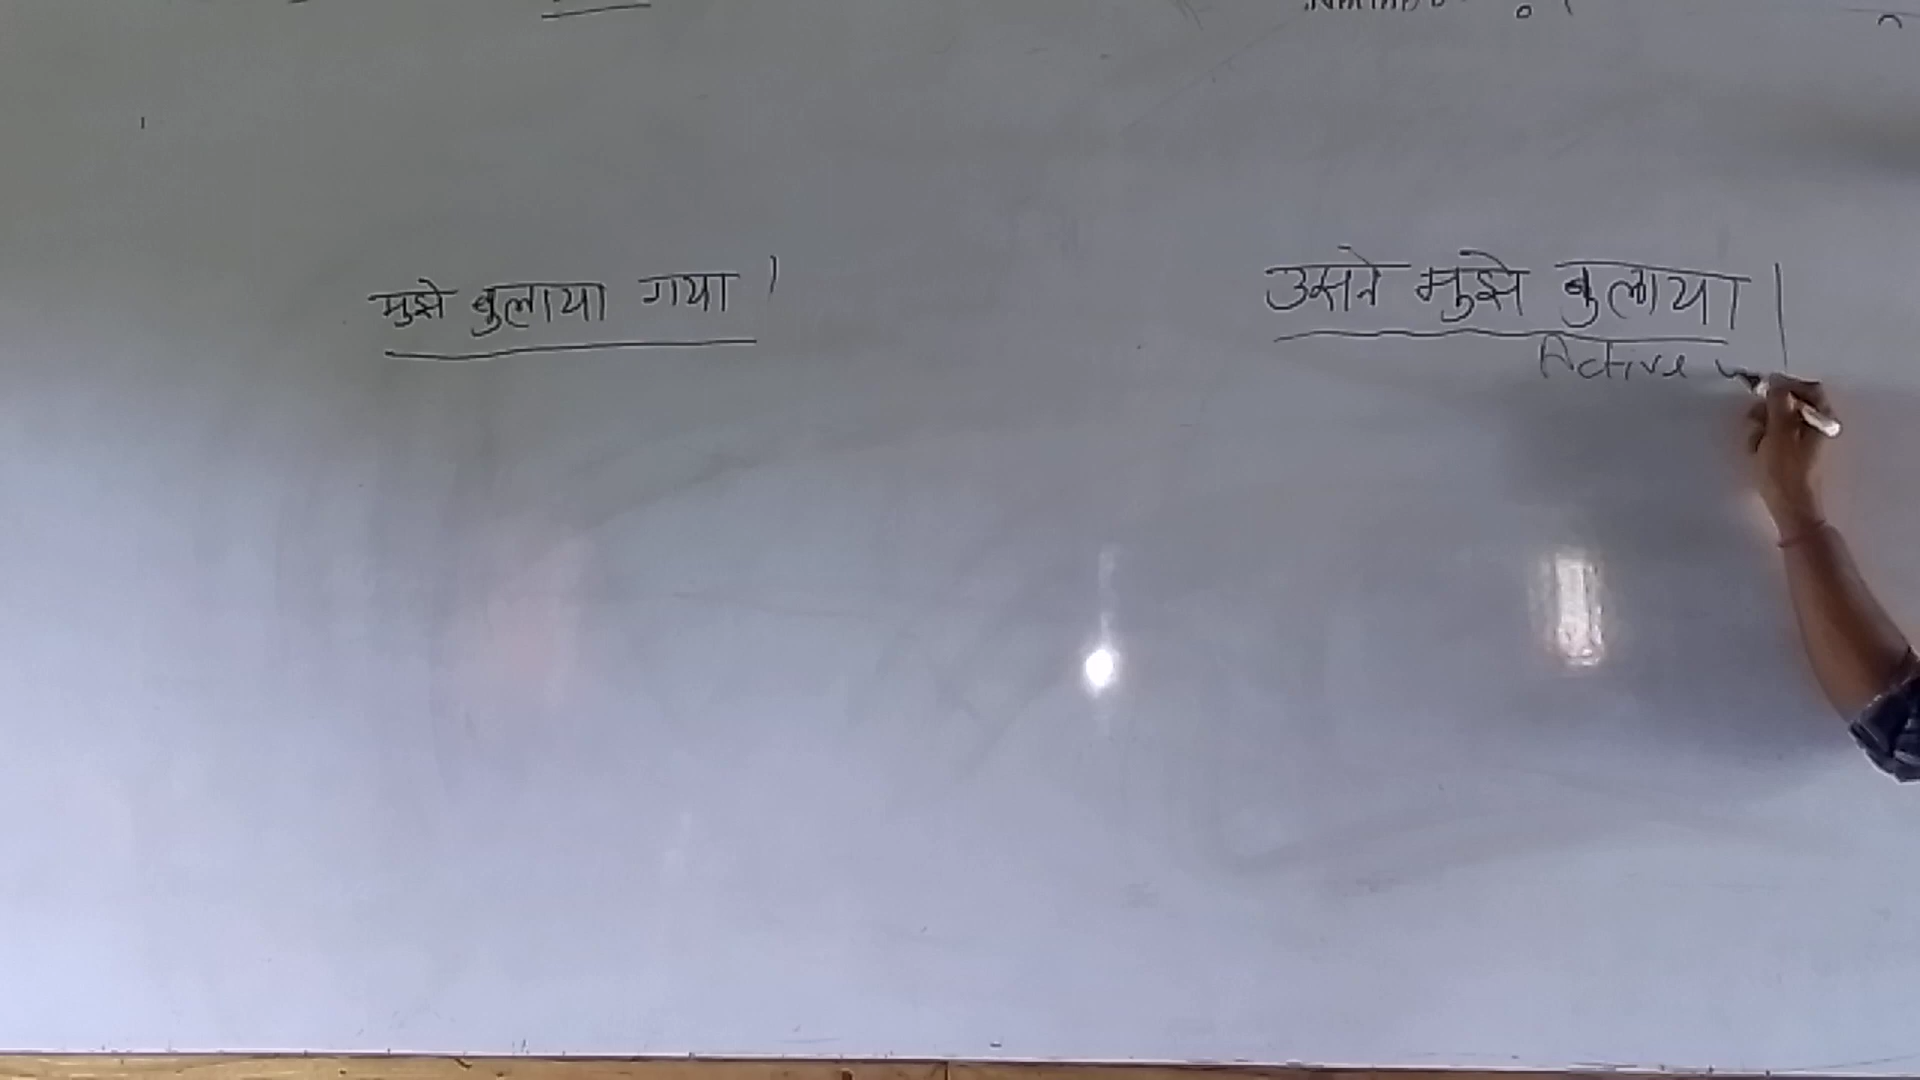 मुझे बुलाया गया।
उसने मुझे बुलाया।
Active